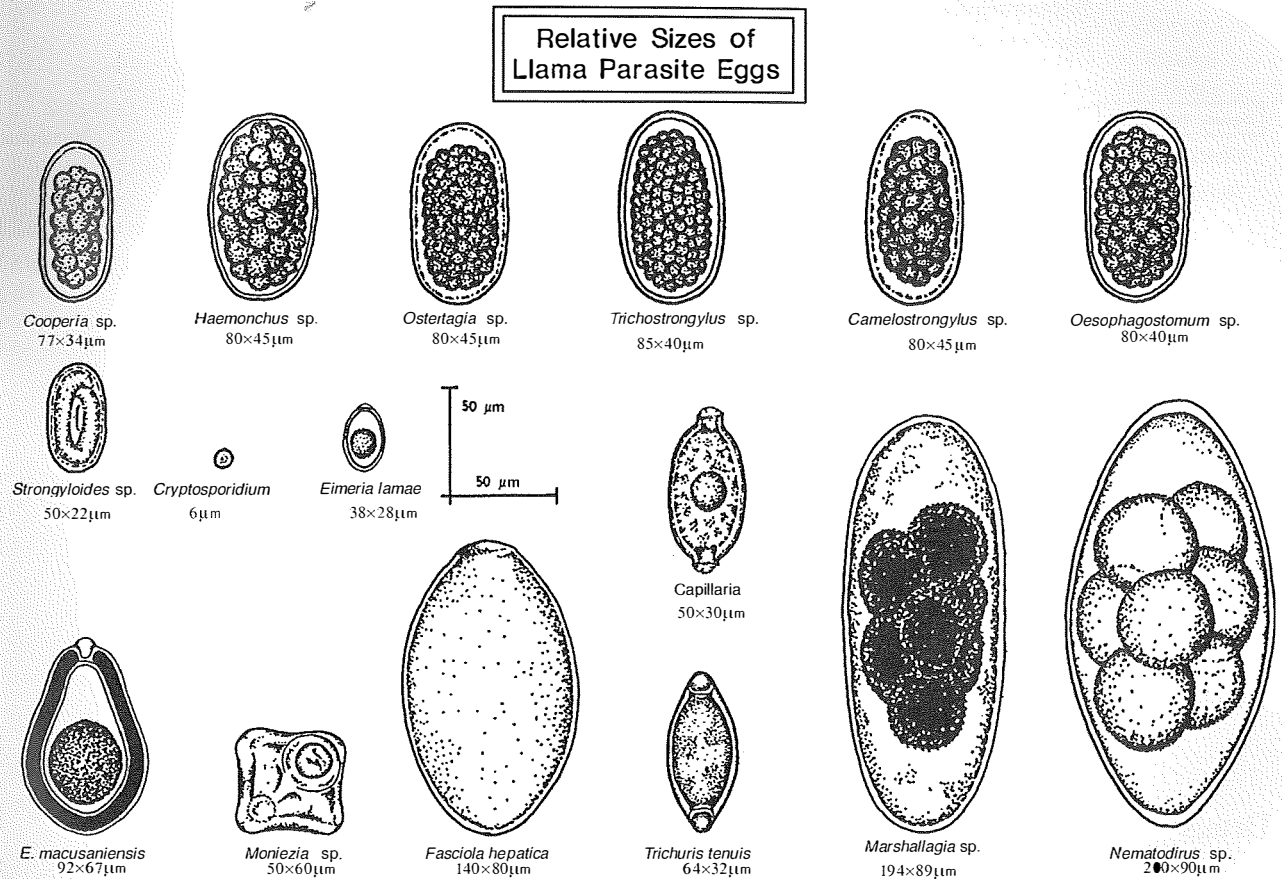 Relative Sizes of
Llama Parasite Eggs
Cooperia sp.
77×34µm
Haemonchus sp.
80×45µm
Ostertagia sp.
80×45µm
Trichostrongylus sp.
85×40µm
Camelostrongylus sp.
80×45µm
Oesophagostomum sp.
80×40µm
Strongyloides sp.
50×22µm
Cryptosporidium
6µm
Eimeria lamae
38×28µm
50 µm
50 µm
Capillaria
50×30µm
E. macusaniensis
92×67µm
Moniezia sp.
50×60µm
Fasciola hepatica
140×80µm
Trichuris tenuis
64×32µm
Marshallagia sp.
194×89µm
Nematodirus sp.
200×90µm